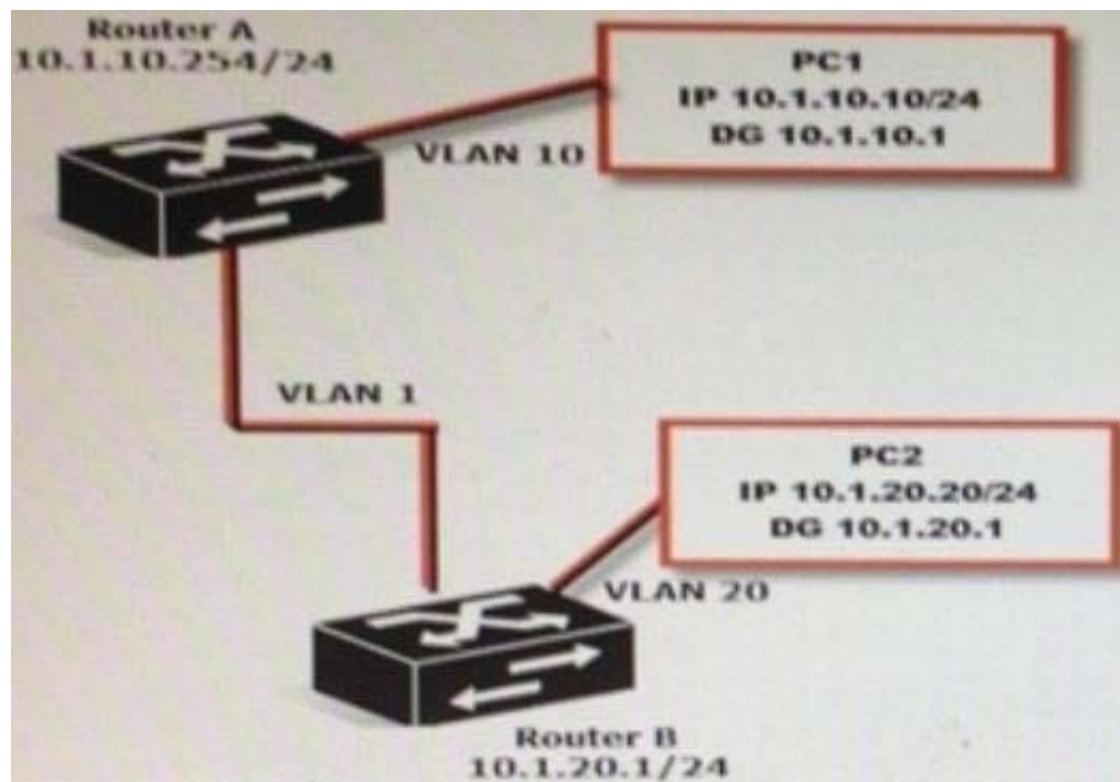 Router A
10.1.10.254/24
PC1
IP 10.1.10.10/24
DG 10.1.10.1
VLAN 10
VLAN 1
PC2
IP 10.1.20.20/24
DG 10.1.20.1
VLAN 20
Router B
10.1.20.1/24